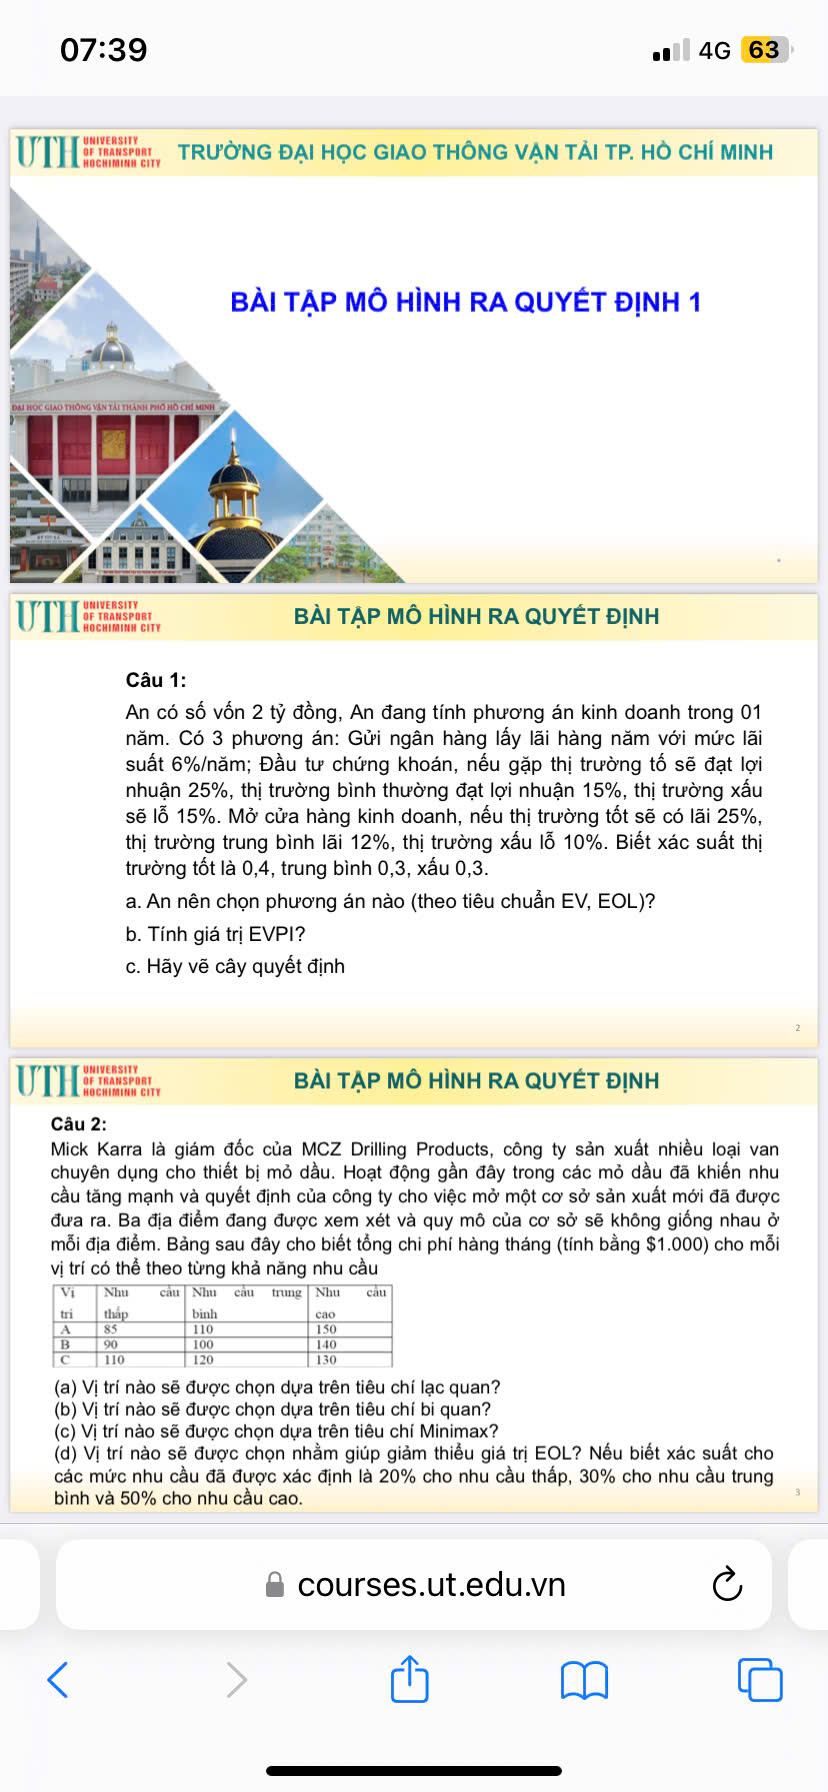 07:39
4G 63
UTH UNIVERSITY
OF TRANSPORT
HOCHIMINH CITY
TRƯỜNG ĐẠI HỌC GIAO THÔNG VẬN TẢI TP. HỒ CHÍ MINH
BÀI TẬP MÔ HÌNH RA QUYẾT ĐỊNH 1
ĐẠI HỌC GIAO THÔNG VẬN TẢI THÀNH PHỐ HỒ CHÍ MINH
UTH UNIVERSITY
OF TRANSPORT
HOCHIMINH CITY
BÀI TẬP MÔ HÌNH RA QUYẾT ĐỊNH
Câu 1:
An có số vốn 2 tỷ đồng, An đang tính phương án kinh doanh trong 01
năm. Có 3 phương án: Gửi ngân hàng lấy lãi hàng năm với mức lãi
suất 6%/năm; Đầu tư chứng khoán, nếu gặp thị trường tố sẽ đạt lợi
nhuận 25%, thị trường bình thường đạt lợi nhuận 15%, thị trường xấu
sẽ lỗ 15%. Mở cửa hàng kinh doanh, nếu thị trường tốt sẽ có lãi 25%,
thị trường trung bình lãi 12%, thị trường xấu lỗ 10%. Biết xác suất thị
trường tốt là 0,4, trung bình 0,3, xấu 0,3.
a. An nên chọn phương án nào (theo tiêu chuẩn EV, EOL)?
b. Tính giá trị EVPI?
c. Hãy vẽ cây quyết định
2
UTH UNIVERSITY
OF TRANSPORT
HOCHIMINH CITY
BÀI TẬP MÔ HÌNH RA QUYẾT ĐỊNH
Câu 2:
Mick Karra là giám đốc của MCZ Drilling Products, công ty sản xuất nhiều loại van
chuyên dụng cho thiết bị mỏ dầu. Hoạt động gần đây trong các mỏ dầu đã khiến nhu
cầu tăng mạnh và quyết định của công ty cho việc mở một cơ sở sản xuất mới đã được
đưa ra. Ba địa điểm đang được xem xét và quy mô của cơ sở sẽ không giống nhau ở
mỗi địa điểm. Bảng sau đây cho biết tổng chi phí hàng tháng (tính bằng $1.000) cho mỗi
vị trí có thể theo từng khả năng nhu cầu
Vị trí Nhu cầu thấp Nhu cầu trung bình Nhu cầu cao
A 85 110 150
B 90 100 140
C 110 120 130
(a) Vị trí nào sẽ được chọn dựa trên tiêu chí lạc quan?
(b) Vị trí nào sẽ được chọn dựa trên tiêu chí bi quan?
(c) Vị trí nào sẽ được chọn dựa trên tiêu chí Minimax?
(d) Vị trí nào sẽ được chọn nhằm giúp giảm thiểu giá trị EOL? Nếu biết xác suất cho
các mức nhu cầu đã được xác định là 20% cho nhu cầu thấp, 30% cho nhu cầu trung
bình và 50% cho nhu cầu cao.
3
courses.ut.edu.vn